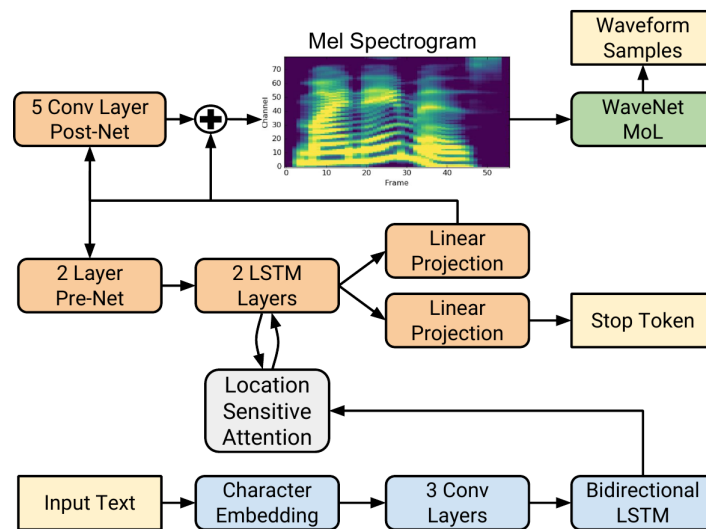 Waveform
Samples
Mel Spectrogram
70
60
50
40
30
20
10
0
Channel
0
10
20
30
40
50
Frame
5 Conv Layer
Post-Net
WaveNet
MoL
2 Layer
Pre-Net
2 LSTM
Layers
Linear
Projection
Linear
Projection
Stop Token
Location
Sensitive
Attention
Input Text
Character
Embedding
3 Conv
Layers
Bidirectional
LSTM